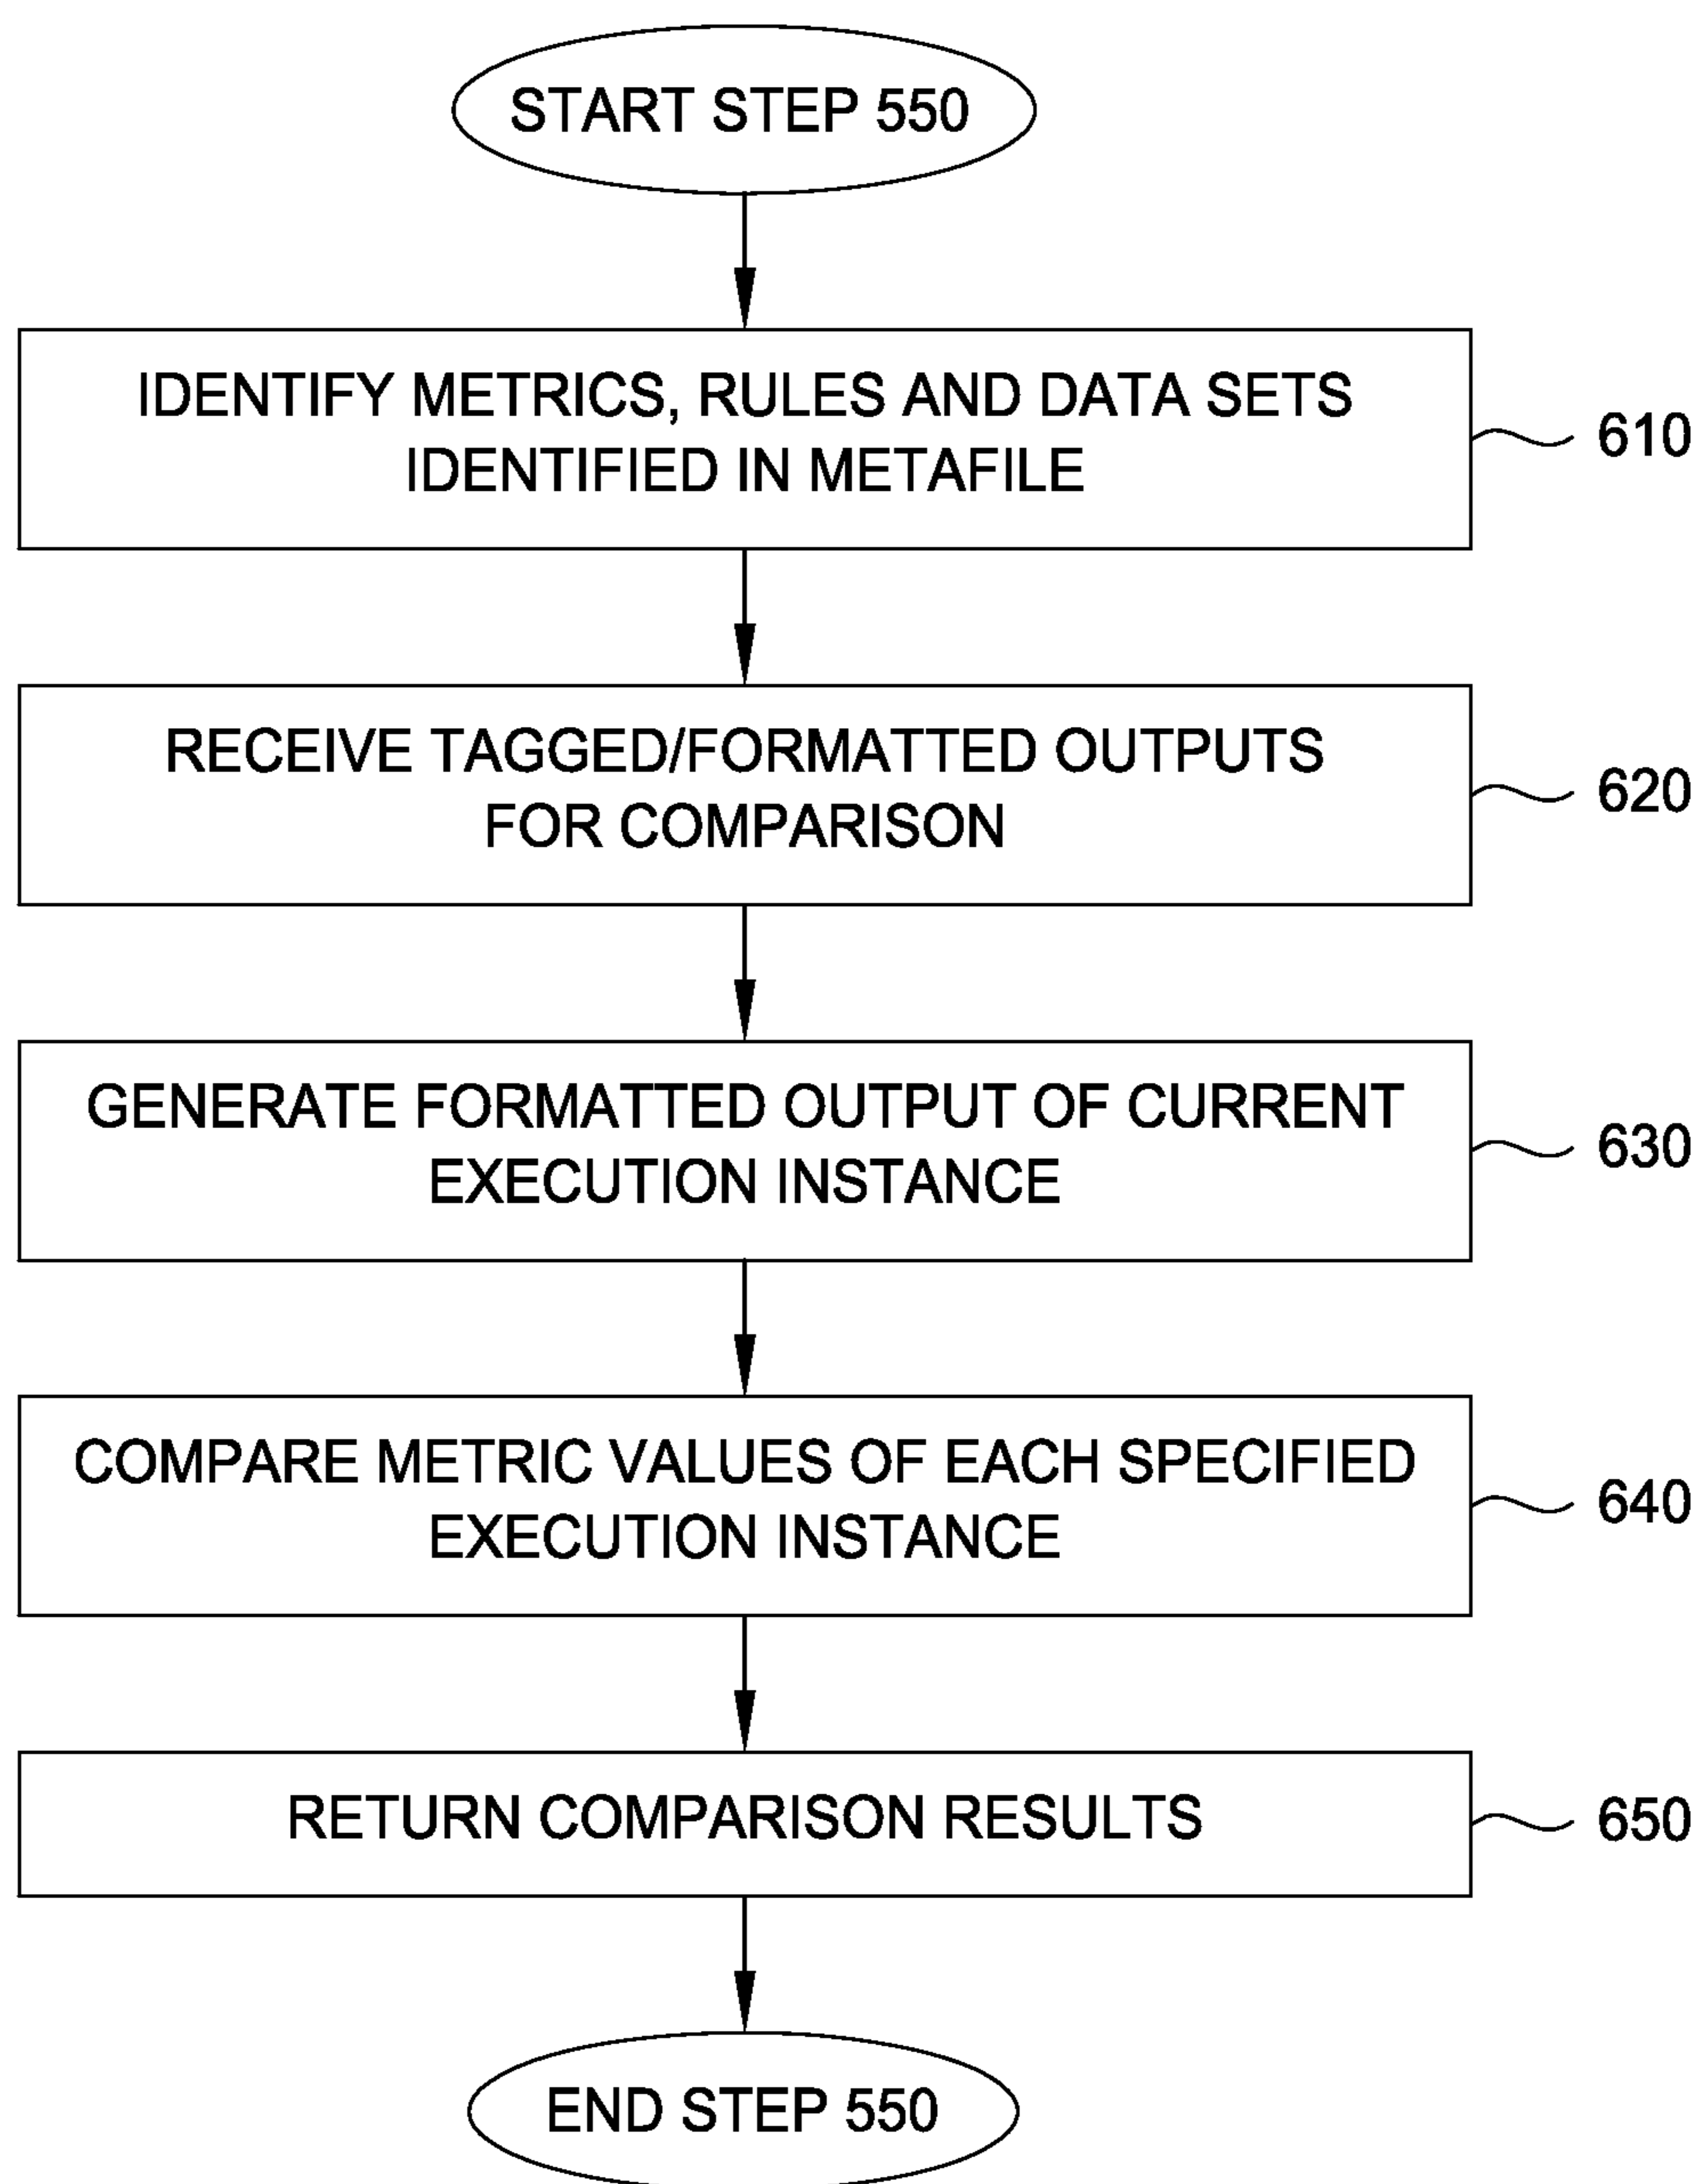 START STEP 550
IDENTIFY METRICS, RULES AND DATA SETS
IDENTIFIED IN METAFILE
610
RECEIVE TAGGED/FORMATTED OUTPUTS
FOR COMPARISON
620
GENERATE FORMATTED OUTPUT OF CURRENT
EXECUTION INSTANCE
630
COMPARE METRIC VALUES OF EACH SPECIFIED
EXECUTION INSTANCE
640
RETURN COMPARISON RESULTS
650
END STEP 550